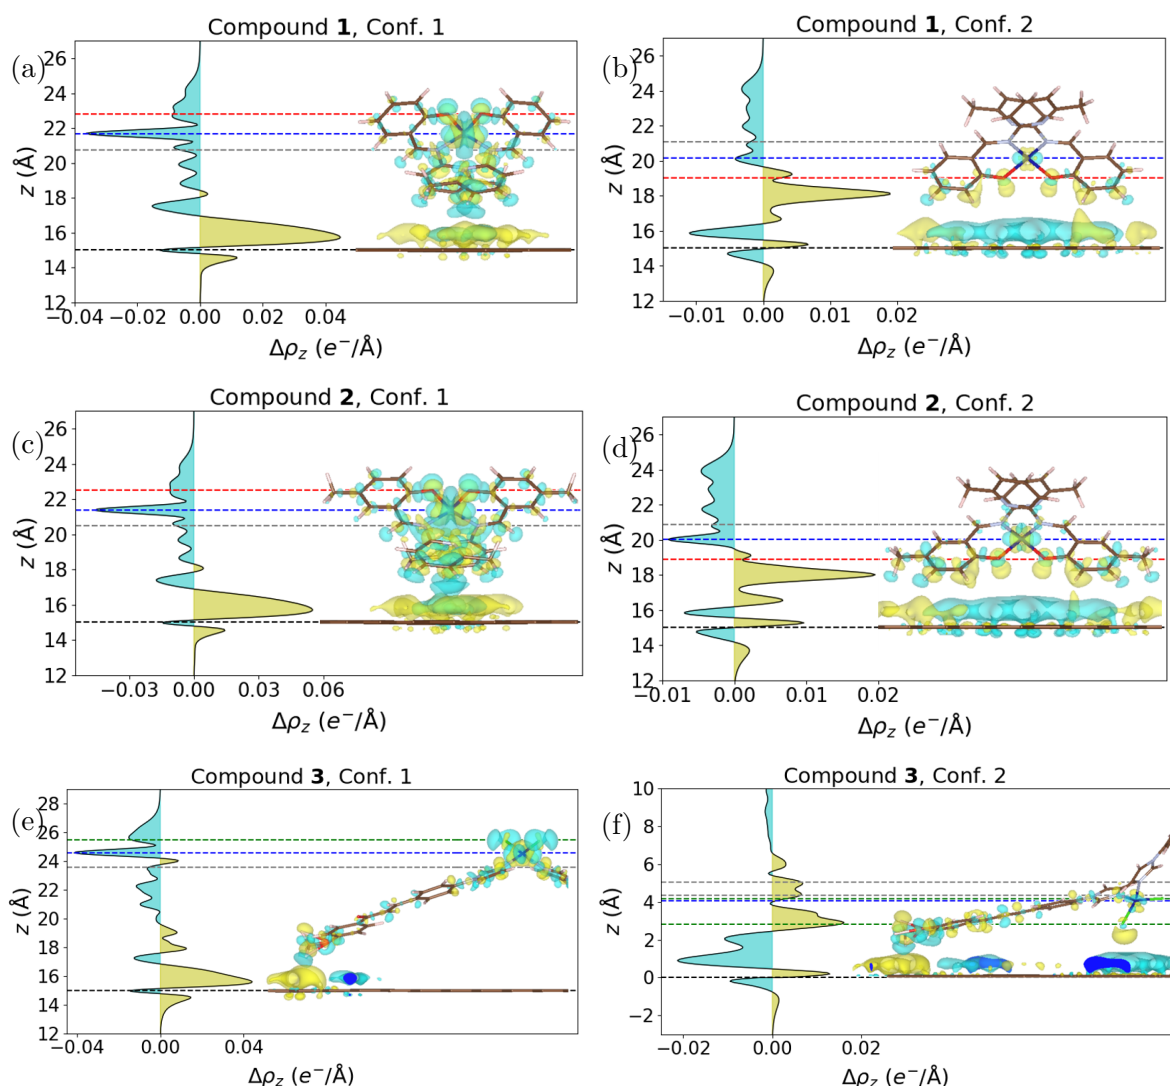 Compound 1, Conf. 1
(a)
26
24
22
20
18
16
14
12
z (Å)
−0.04 −0.02 0.00 0.02 0.04
Δρz (e−/Å)
Compound 1, Conf. 2
(b)
26
24
22
20
18
16
14
12
z (Å)
−0.01 0.00 0.01 0.02
Δρz (e−/Å)
Compound 2, Conf. 1
(c)
26
24
22
20
18
16
14
12
z (Å)
−0.03 0.00 0.03 0.06
Δρz (e−/Å)
Compound 2, Conf. 2
(d)
26
24
22
20
18
16
14
12
z (Å)
−0.01 0.00 0.01 0.02
Δρz (e−/Å)
Compound 3, Conf. 1
(e)
28
26
24
22
20
18
16
14
12
z (Å)
−0.04 0.00 0.04
Δρz (e−/Å)
Compound 3, Conf. 2
(f)
10
8
6
4
2
0
−2
z (Å)
−0.02 0.00 0.02
Δρz (e−/Å)